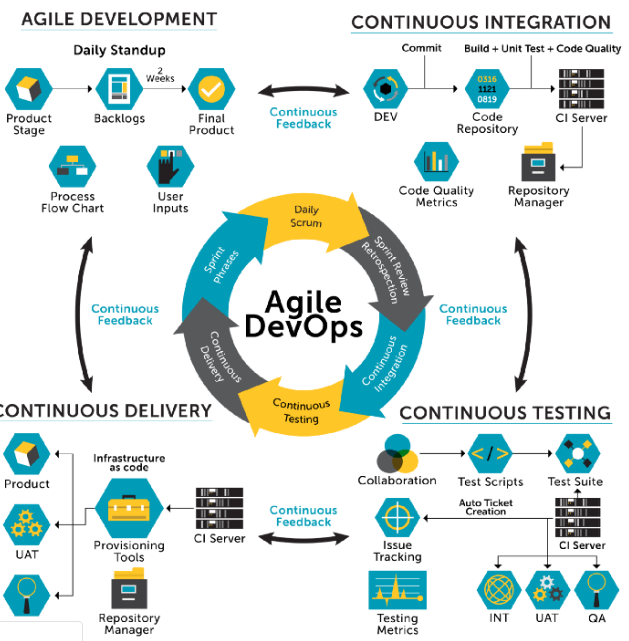 AGILE DEVELOPMENT
Daily Standup
2
Weeks
Product
Stage
Backlogs
Final
Product
Process
Flow Chart
User
Inputs
Continuous
Feedback
CONTINUOUS INTEGRATION
Commit
Build + Unit Test + Code Quality
0316
1121
0819
DEV
Code
Repository
CI Server
Code Quality
Metrics
Repository
Manager
Continuous
Feedback
Daily
Scrum
Sprint Review
Retrospection
Continuous
Integration
Continuous
Testing
Continuous
Delivery
Sprint
Phrases
Agile
DevOps
Continuous
Feedback
CONTINUOUS DELIVERY
Product
UAT
Infrastructure
as code
Provisioning
Tools
CI Server
Repository
Manager
Continuous
Feedback
CONTINUOUS TESTING
Collaboration
</>
Test Scripts
Test Suite
Auto Ticket
Creation
CI Server
Issue
Tracking
Testing
Metrics
INT
UAT
QA